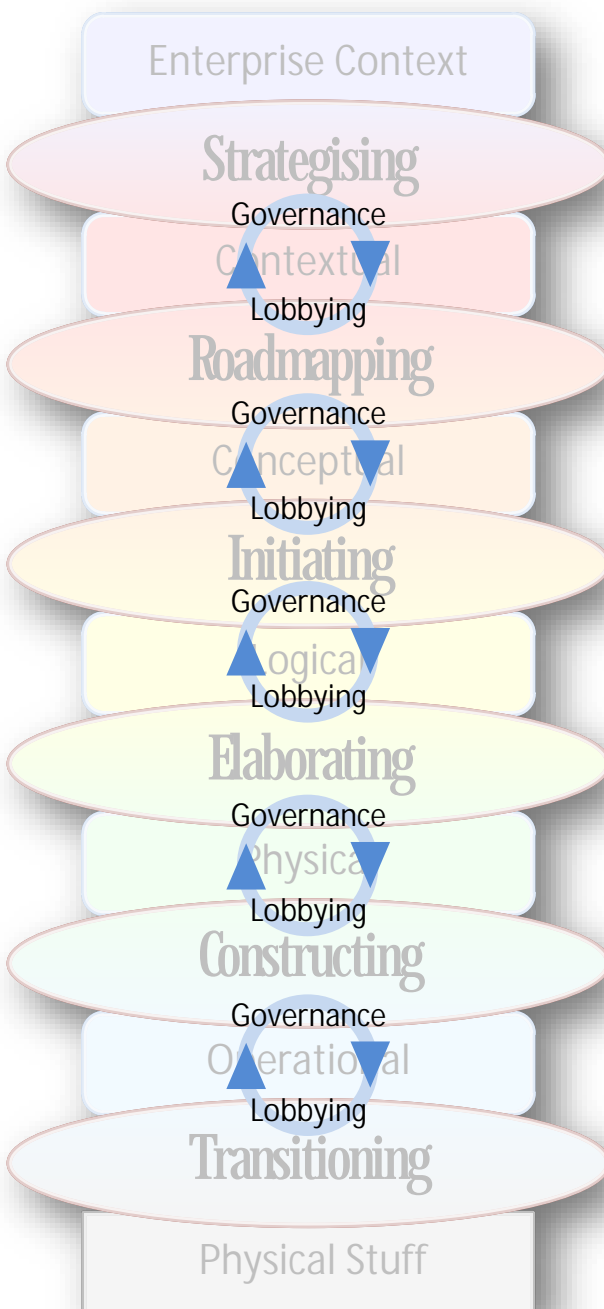 Enterprise Context
Strategising
Governance
Contextual
Lobbying
Roadmapping
Governance
Conceptual
Lobbying
Initiating
Governance
Logical
Lobbying
Elaborating
Governance
Physical
Lobbying
Constructing
Governance
Operational
Lobbying
Transitioning
Physical Stuff